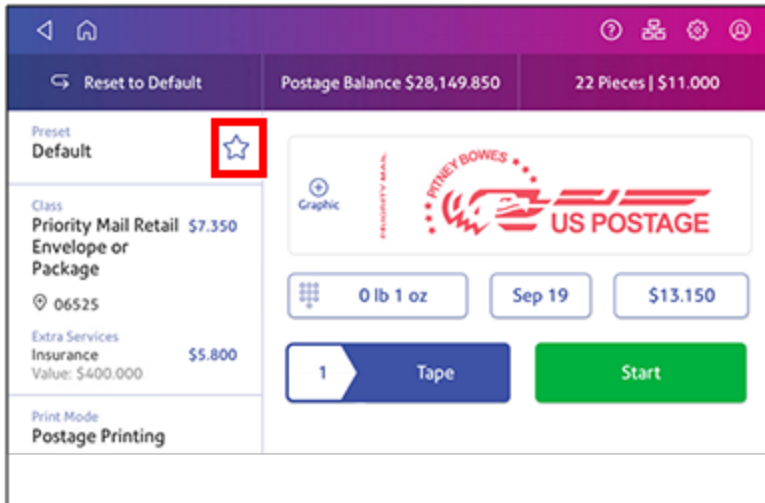 Reset to Default
Postage Balance $28,149.850
22 Pieces | $11.000
Preset
Default
Class
Priority Mail Retail $7.350
Envelope or
Package
06525
Extra Services
Insurance $5.800
Value: $400.000
Print Mode
Postage Printing
Graphic
PRIORITY MAIL
PITNEY BOWES
US POSTAGE
0 lb 1 oz
Sep 19
$13.150
1 Tape
Start